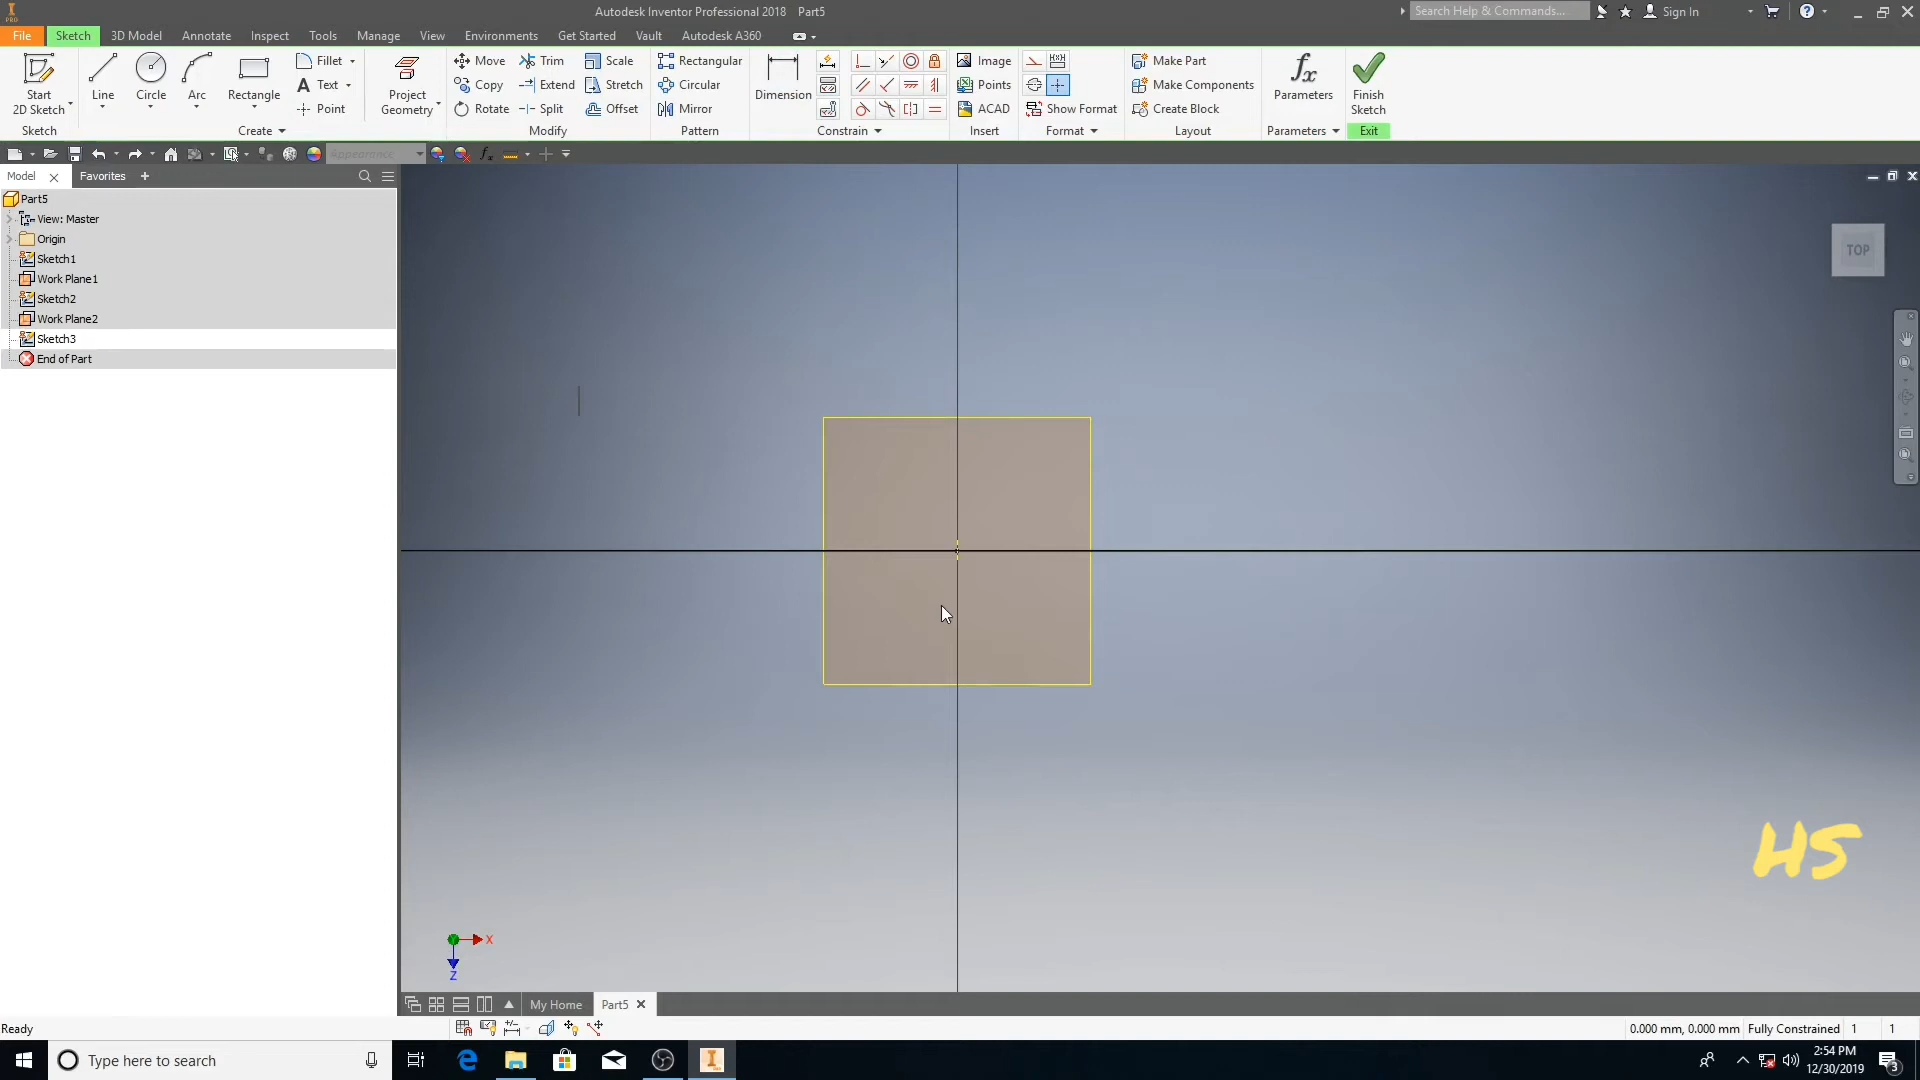 Autodesk Inventor Professional 2018 Part5
Search Help & Commands...
Sign In
PRO
File Sketch 3D Model Annotate Inspect Tools Manage View Environments Get Started Vault Autodesk A360
Start
2D Sketch
Line
Circle
Arc
Rectangle
Fillet
Text
Point
Project
Geometry
Move
Copy
Rotate
Trim
Extend
Split
Scale
Stretch
Offset
Rectangular
Circular
Mirror
Dimension
Image
Points
ACAD
Show Format
Make Part
Make Components
Create Block
fx
Parameters
Finish
Sketch
Sketch Create Modify Pattern Constrain Insert Format Layout Parameters Exit
Appearance
Model
Favorites
Part5
View: Master
Origin
Sketch1
Work Plane1
Sketch2
Work Plane2
Sketch3
End of Part
TOP
HS
X
Z
My Home
Part5
Ready
0.000 mm, 0.000 mm Fully Constrained 1 1
Type here to search
2:54 PM
12/30/2019
3